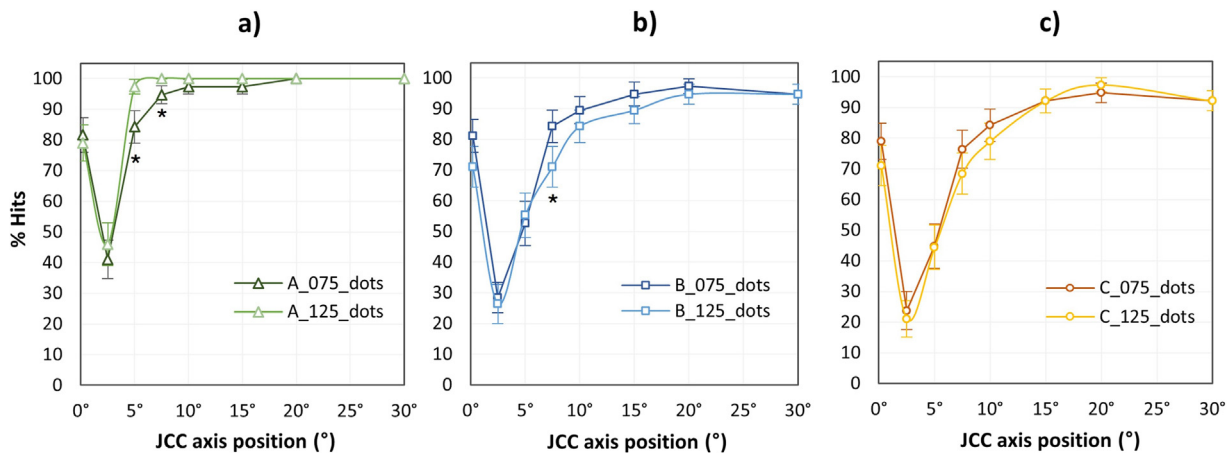 a)
100
90
80
70
60
50
40
30
20
10
0
% Hits
*
*
A_075_dots
A_125_dots
0° 5° 10° 15° 20° 25° 30°
JCC axis position (°)
b)
100
90
80
70
60
50
40
30
20
10
0
*
B_075_dots
B_125_dots
0° 5° 10° 15° 20° 25° 30°
JCC axis position (°)
c)
100
90
80
70
60
50
40
30
20
10
0
C_075_dots
C_125_dots
0° 5° 10° 15° 20° 25° 30°
JCC axis position (°)